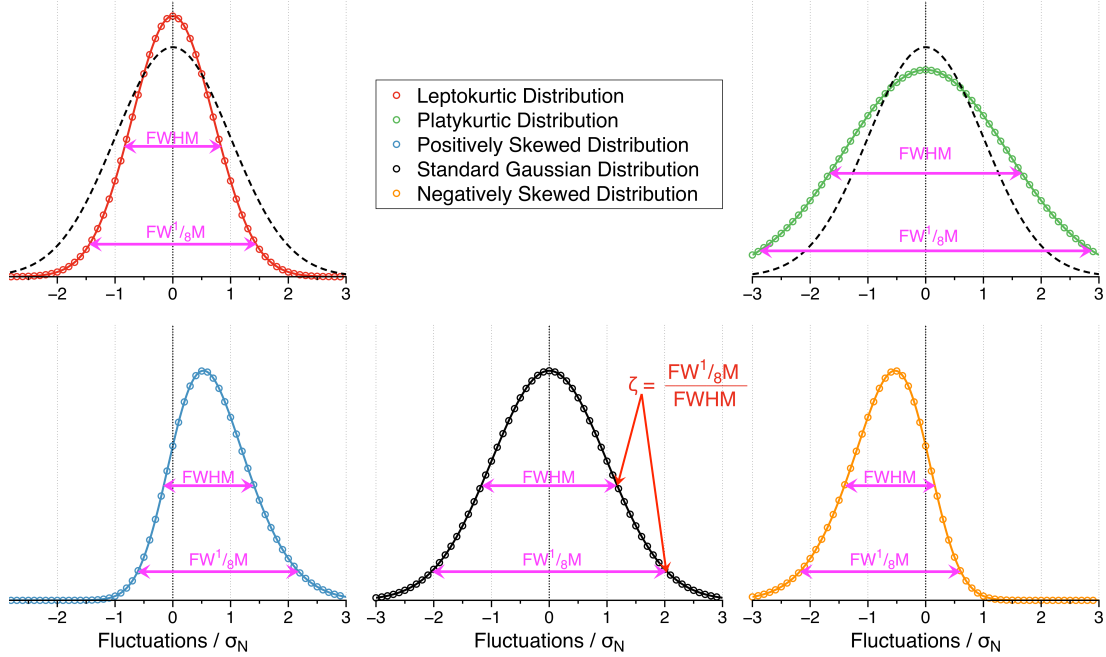 FWHM
FW1/8M
−2 −1 0 1 2 3
Leptokurtic Distribution
Platykurtic Distribution
Positively Skewed Distribution
Standard Gaussian Distribution
Negatively Skewed Distribution
FWHM
FW1/8M
−3 −2 −1 0 1 2 3
FWHM
FW1/8M
−2 −1 0 1 2 3
Fluctuations / σN
ζ = FW1/8M
FWHM
FWHM
FW1/8M
−3 −2 −1 0 1 2 3
Fluctuations / σN
FWHM
FW1/8M
−3 −2 −1 0 1 2 3
Fluctuations / σN